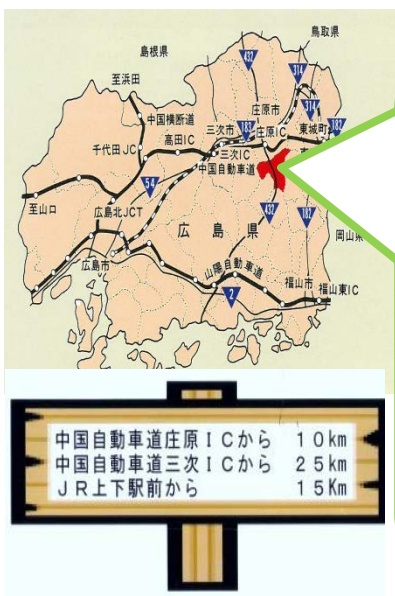 鳥取県
島根県
432
314
至浜田
314
庄原市
中国横断道
183
東城町
182
三次市
庄原IC
高田IC
千代田JC
三次IC
中国自動車道
54
至山口
広島北JCT
432
182
広島県
岡山県
広島市
山陽自動車道
福山市
福山東IC
2
中国自動車道庄原ICから 10km
中国自動車道三次ICから 25km
JR上下駅前から 15Km